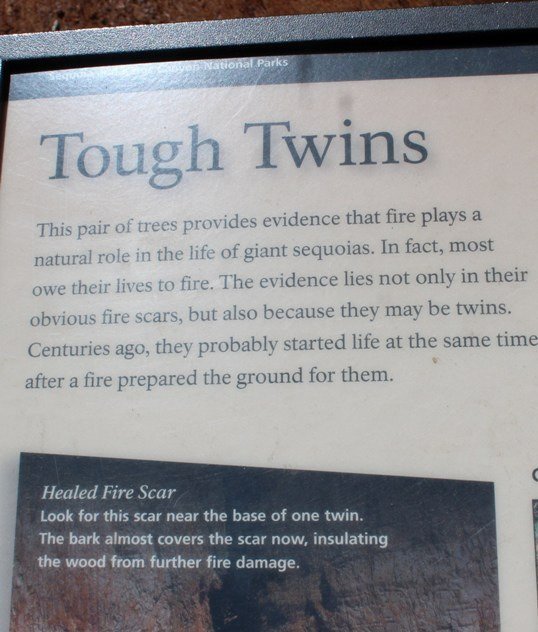 National Parks
Tough Twins
This pair of trees provides evidence that fire plays a
natural role in the life of giant sequoias. In fact, most
owe their lives to fire. The evidence lies not only in their
obvious fire scars, but also because they may be twins.
Centuries ago, they probably started life at the same time
after a fire prepared the ground for them.
Healed Fire Scar
Look for this scar near the base of one twin.
The bark almost covers the scar now, insulating
the wood from further fire damage.